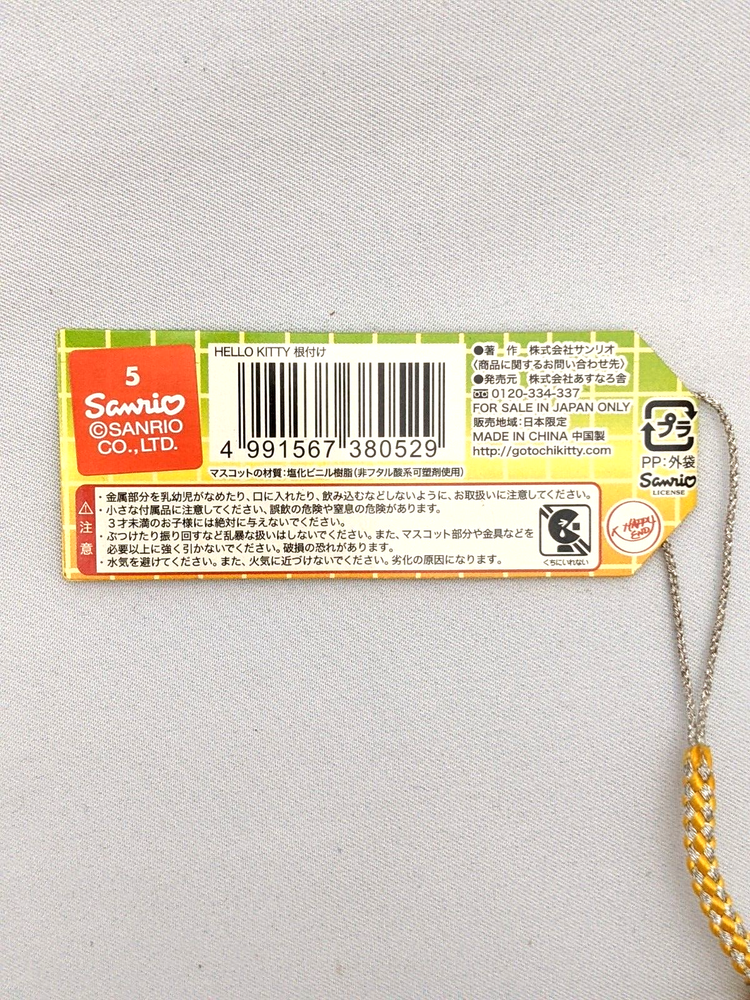 5
Sanrio
©SANRIO
CO., LTD.
HELLO KITTY 根付け
4 991567 380529
マスコットの材質：塩化ビニル樹脂（非フタル酸系可塑剤使用）
●著 作 株式会社サンリオ
〈商品に関するお問い合わせ先〉
●発売元 株式会社あすなろ舎
0120-334-337
FOR SALE IN JAPAN ONLY
販売地域：日本限定
MADE IN CHINA 中国製
http://gotochikitty.com
プラ
PP：外袋
Sanrio
LICENSE
注意
・金属部分を乳幼児がなめたり、口に入れたり、飲み込むなどしないように、お取扱いに注意してください。
・小さな付属品に注意してください、誤飲の危険や窒息の危険があります。
３才未満のお子様には絶対に与えないでください。
・ぶつけたり振り回すなど乱暴な扱いはしないでください。また、マスコット部分や金具などを
必要以上に強く引かないでください。破損の恐れがあります。
・水気を避けてください。また、火気に近づけないでください。劣化の原因になります。
くちにいれない
HAPPY
END